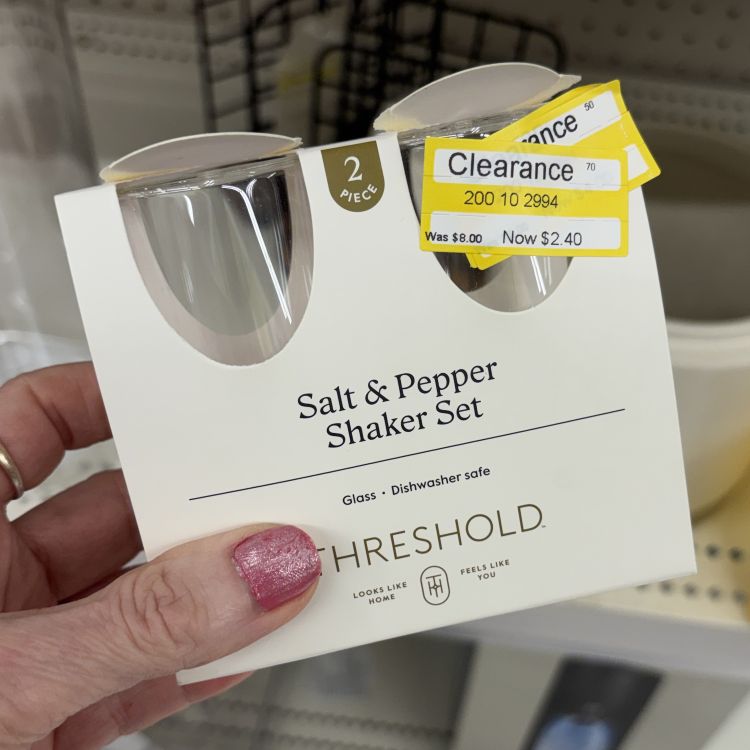 2
PIECE
ance 50
Clearance 70
200 10 2994
Was $8.00 Now $2.40
Salt & Pepper
Shaker Set
Glass · Dishwasher safe
THRESHOLD™
LOOKS LIKE
HOME
FEELS LIKE
YOU